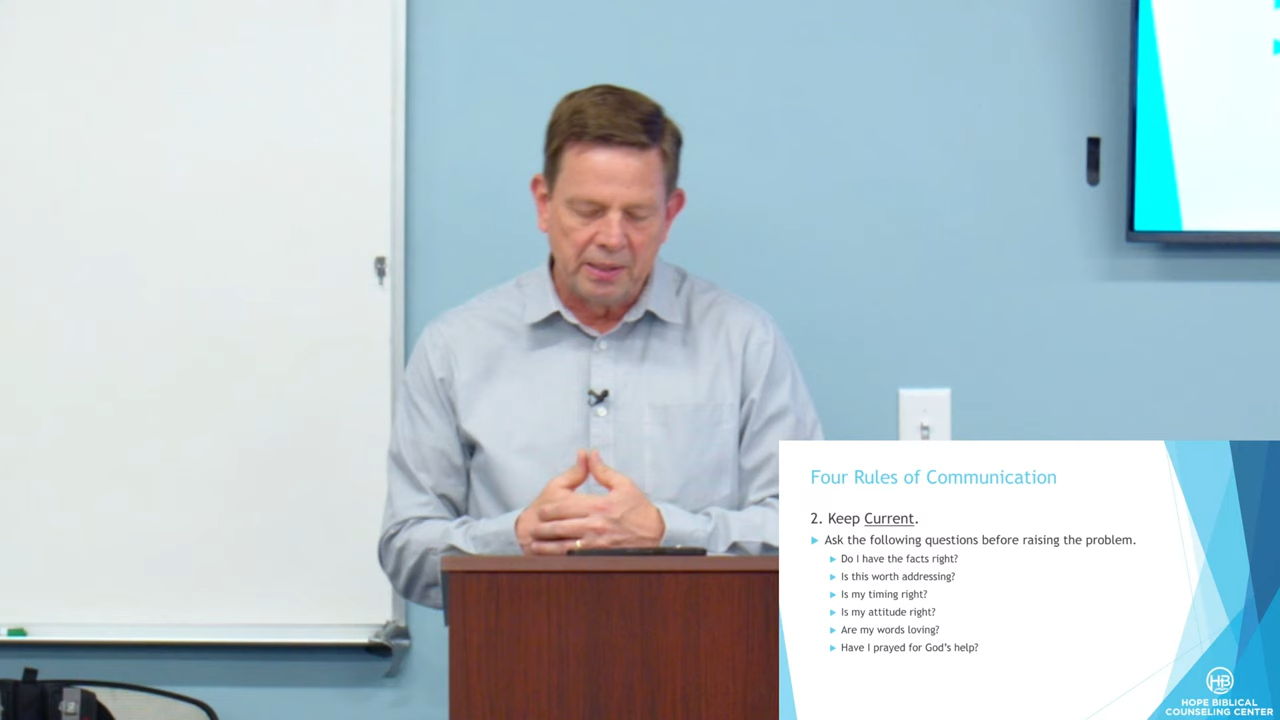 Four Rules of Communication
2. Keep Current.
Ask the following questions before raising the problem.
Do I have the facts right?
Is this worth addressing?
Is my timing right?
Is my attitude right?
Are my words loving?
Have I prayed for God's help?
HB
HOPE BIBLICAL
COUNSELING CENTER